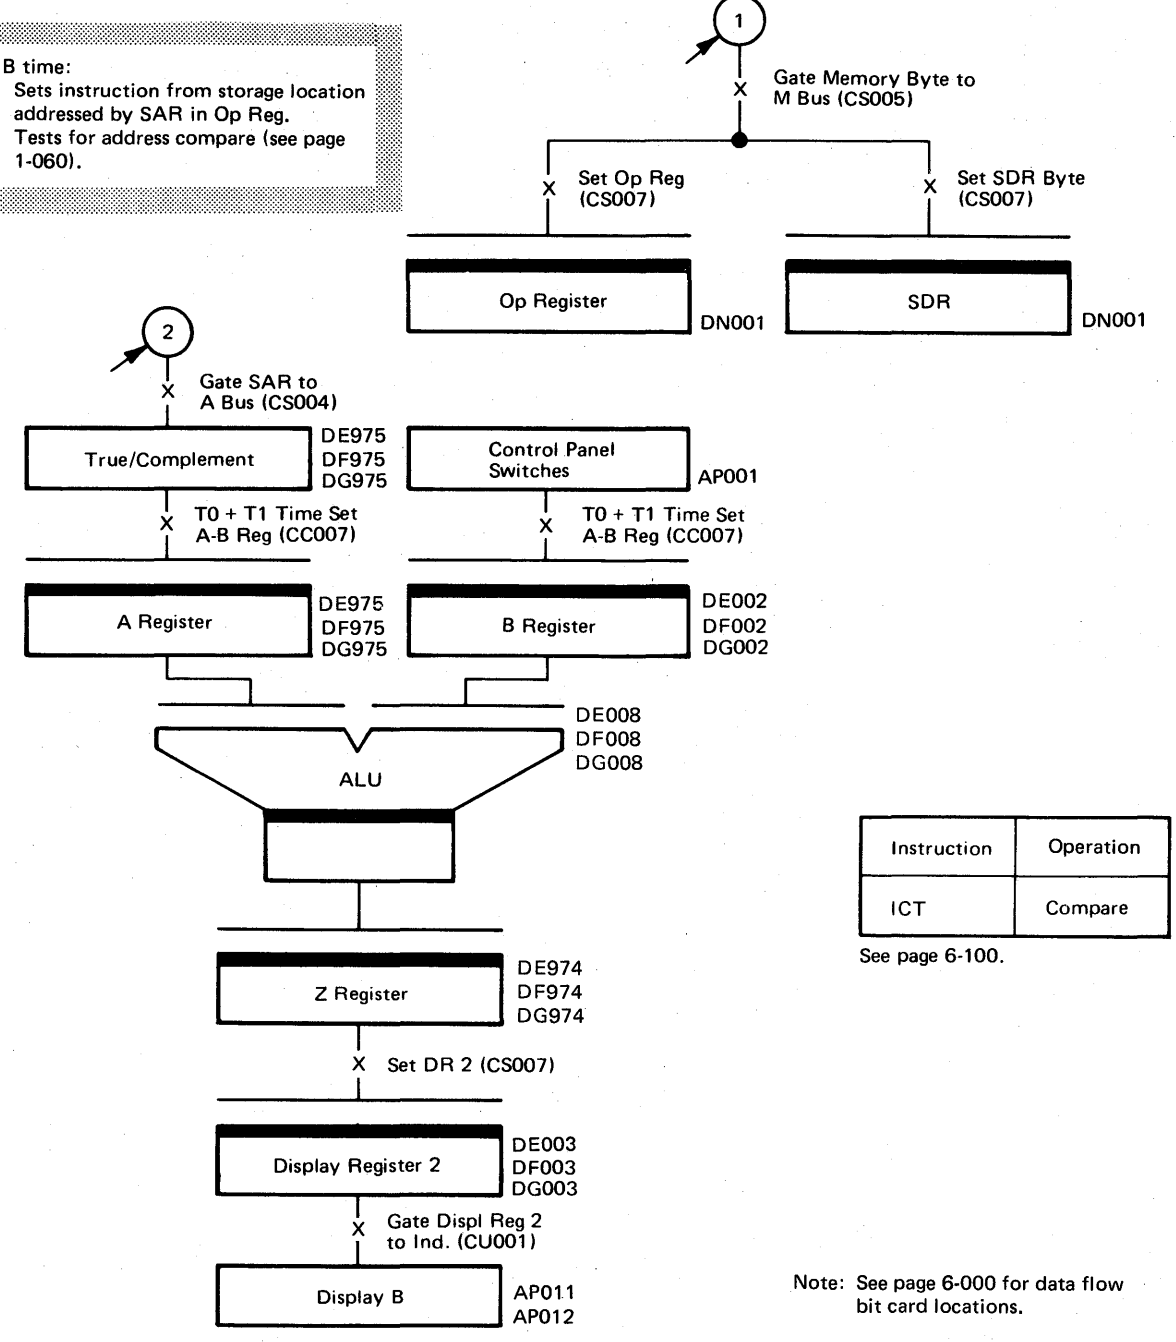 B time:
Sets instruction from storage location
addressed by SAR in Op Reg.
Tests for address compare (see page
1-060).
1
Gate Memory Byte to
M Bus (CS005)
X
X
Set Op Reg
(CS007)
X
Set SDR Byte
(CS007)
Op Register
DN001
SDR
DN001
2
X
Gate SAR to
A Bus (CS004)
True/Complement
DE975
DF975
DG975
Control Panel
Switches
AP001
X
T0 + T1 Time Set
A-B Reg (CC007)
X
T0 + T1 Time Set
A-B Reg (CC007)
A Register
DE975
DF975
DG975
B Register
DE002
DF002
DG002
DE008
DF008
DG008
ALU
Instruction
Operation
ICT
Compare
See page 6-100.
Z Register
DE974
DF974
DG974
X
Set DR 2 (CS007)
Display Register 2
DE003
DF003
DG003
X
Gate Displ Reg 2
to Ind. (CU001)
Display B
AP011
AP012
Note: See page 6-000 for data flow
bit card locations.